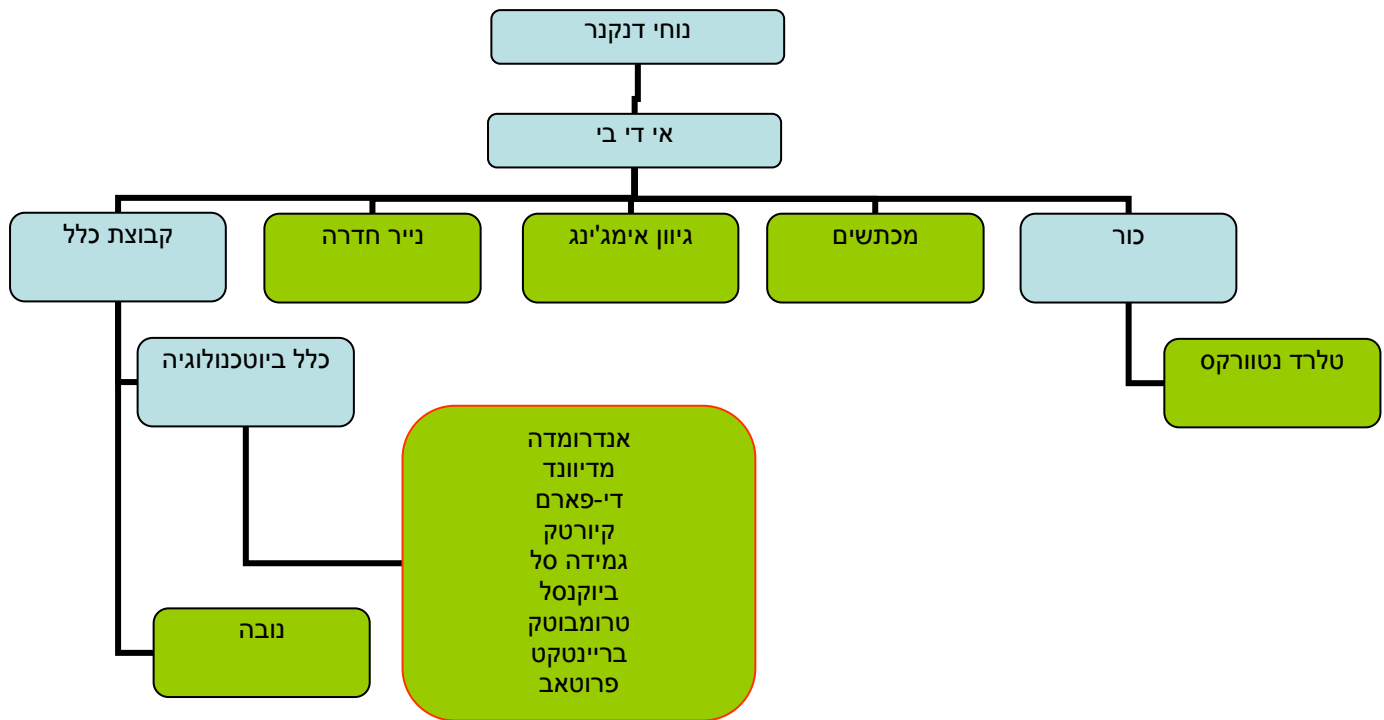 נוחי דנקנר
אי די בי
כור
מכתשים
גיוון אימג'ינג
נייר חדרה
קבוצת כלל
טלרד נטוורקס
כלל ביוטכנולוגיה
אנדרומדה
מדיוונד
די-פארם
קיורטק
גמידה סל
ביוקנסל
טרומבוטק
בריינטקט
פרוטאב
נובה